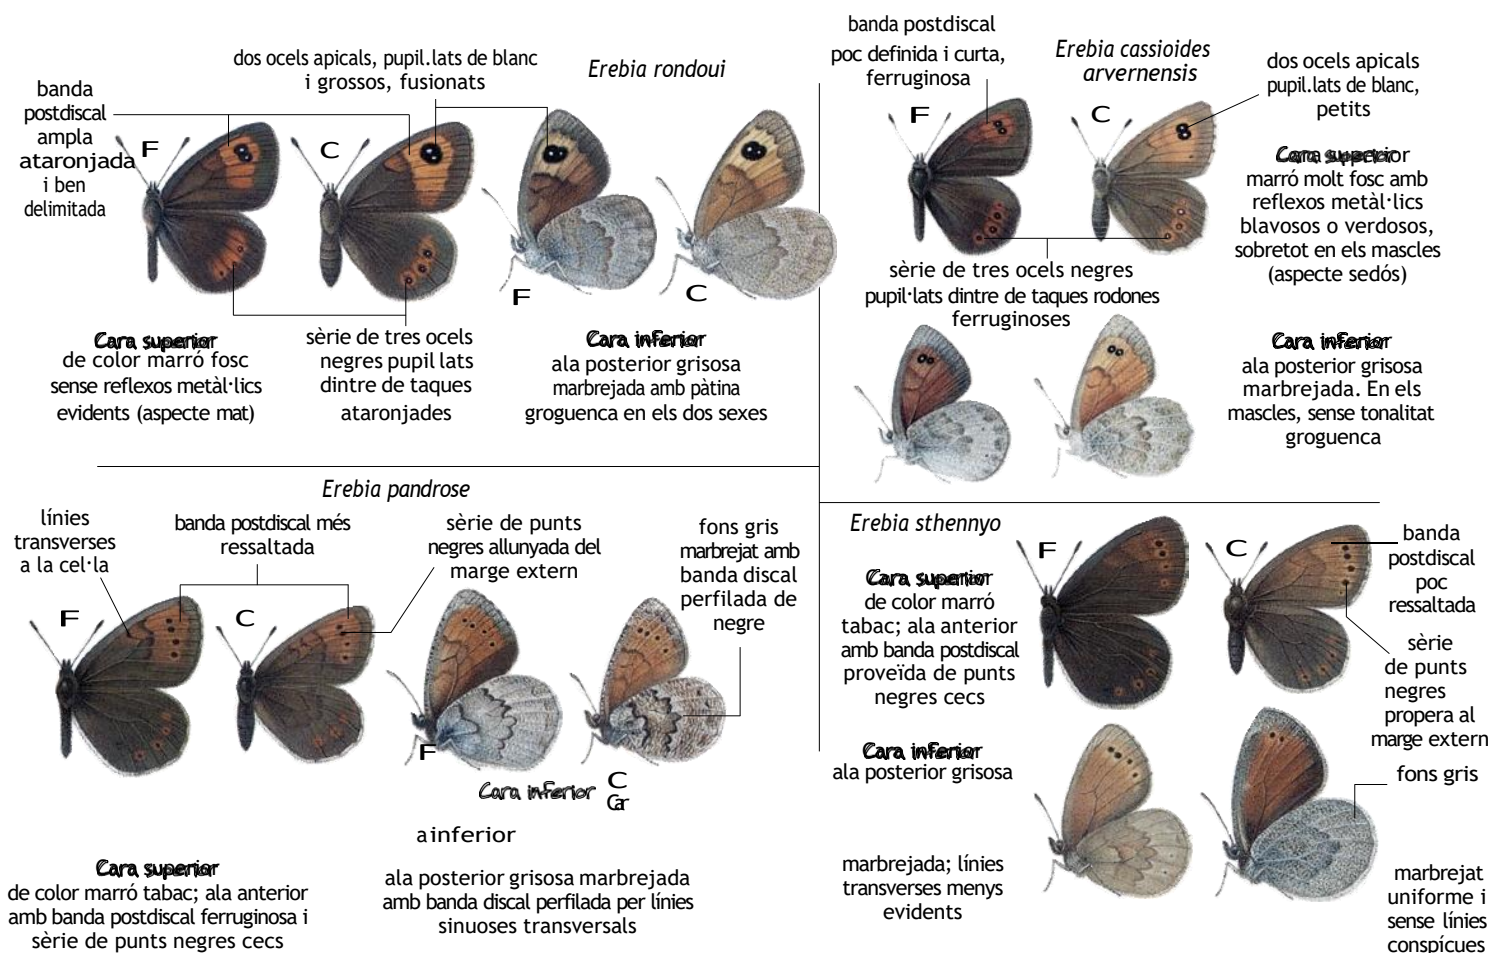 banda
postdiscal
ampla
ataronjada
i ben
delimitada
dos ocels apicals, pupil.lats de blanc
i grossos, fusionats
Erebia rondoui
F
C
F
C
Cara superior
de color marró fosc
sense reflexos metàl·lics
evidents (aspecte mat)
sèrie de tres ocels
negres pupil lats
dintre de taques
ataronjades
Cara inferior
ala posterior grisosa
marbrejada amb pàtina
groguenca en els dos sexes
banda postdiscal
poc definida i curta,
ferruginosa
Erebia cassioides
arvernensis
dos ocels apicals
pupil.lats de blanc,
petits
F
C
Cara superior
marró molt fosc amb
reflexos metàl·lics
blavosos o verdosos,
sobretot en els mascles
(aspecte sedós)
sèrie de tres ocels negres
pupil·lats dintre de taques rodones
ferruginoses
Cara inferior
ala posterior grisosa
marbrejada. En els
mascles, sense tonalitat
groguenca
Erebia pandrose
línies
transverses
a la cel·la
banda postdiscal més
ressaltada
sèrie de punts
negres allunyada del
marge extern
fons gris
marbrejat amb
banda discal
perfilada de
negre
F
C
F
C
Cara inferior
Car
a inferior
Cara superior
de color marró tabac; ala anterior
amb banda postdiscal ferruginosa i
sèrie de punts negres cecs
ala posterior grisosa marbrejada
amb banda discal perfilada per línies
sinuoses transversals
Erebia sthennyo
F
C
banda
postdiscal
poc
ressaltada
Cara superior
de color marró
tabac; ala anterior
amb banda postdiscal
proveïda de punts
negres cecs
sèrie
de punts
negres
propera al
marge extern
Cara inferior
ala posterior grisosa
fons gris
marbrejada; línies
transverses menys
evidents
marbrejat
uniforme i
sense línies
conspícues